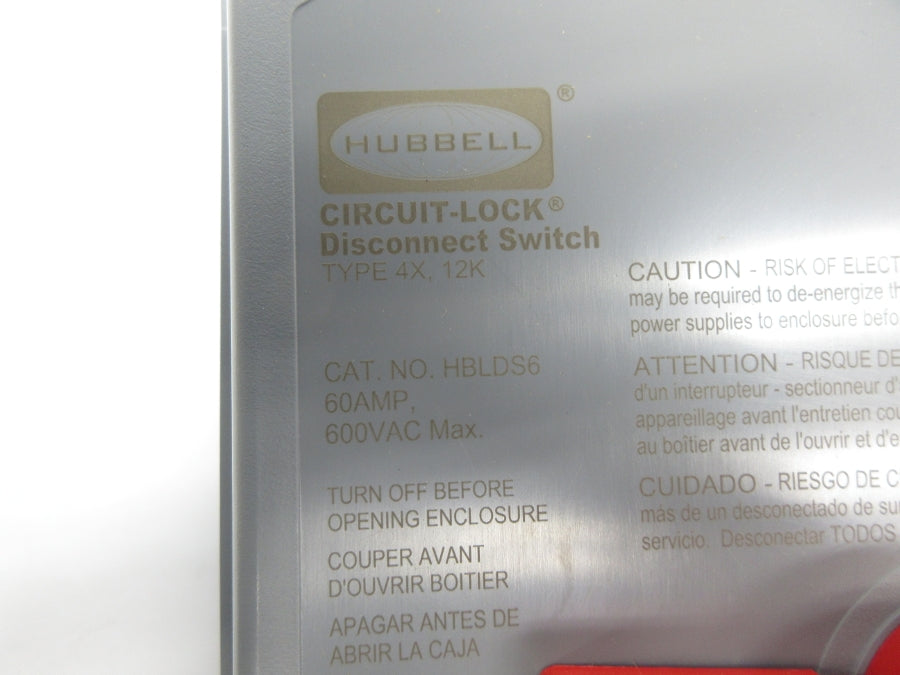 HUBBELL ®
CIRCUIT-LOCK®
Disconnect Switch
TYPE 4X, 12K
CAT. NO. HBLDS6
60AMP,
600VAC Max.
TURN OFF BEFORE
OPENING ENCLOSURE
COUPER AVANT
D'OUVRIR BOITIER
APAGAR ANTES DE
ABRIR LA CAJA
CAUTION - RISK OF
may be required to de-energize
power supplies to enclosure
ATTENTION - RISQUE DE
d'un interrupteur - sectionneur
appareillage avant l'entretien
au boîtier avant de l'ouvrir et
CUIDADO - RIESGO DE
más de un desconectado de
servicio. Desconectar TODOS